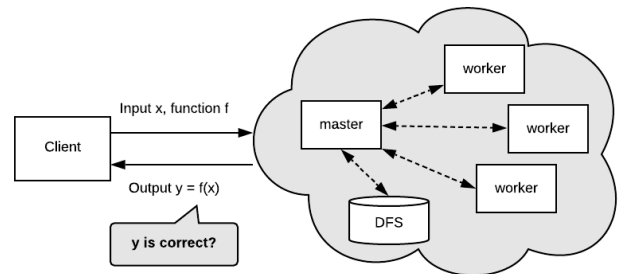 Client
Input x, function f
Output y = f(x)
y is correct?
master
worker
worker
worker
DFS